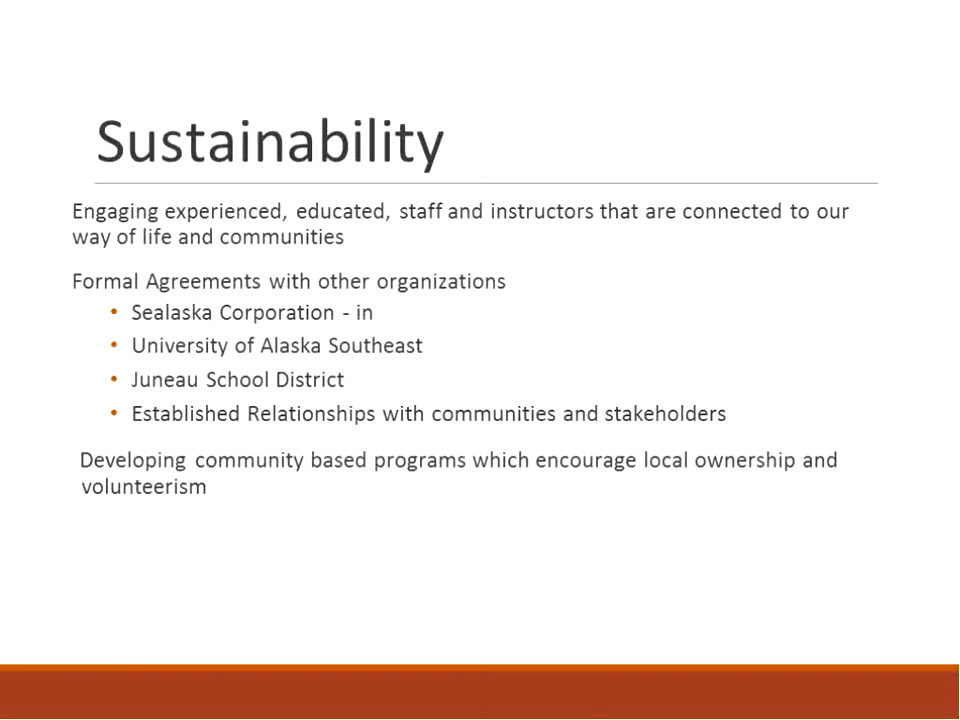 Sustainability
Engaging experienced, educated, staff and instructors that are connected to our
way of life and communities
Formal Agreements with other organizations
• Sealaska Corporation - in
• University of Alaska Southeast
• Juneau School District
• Established Relationships with communities and stakeholders
Developing community based programs which encourage local ownership and
volunteerism